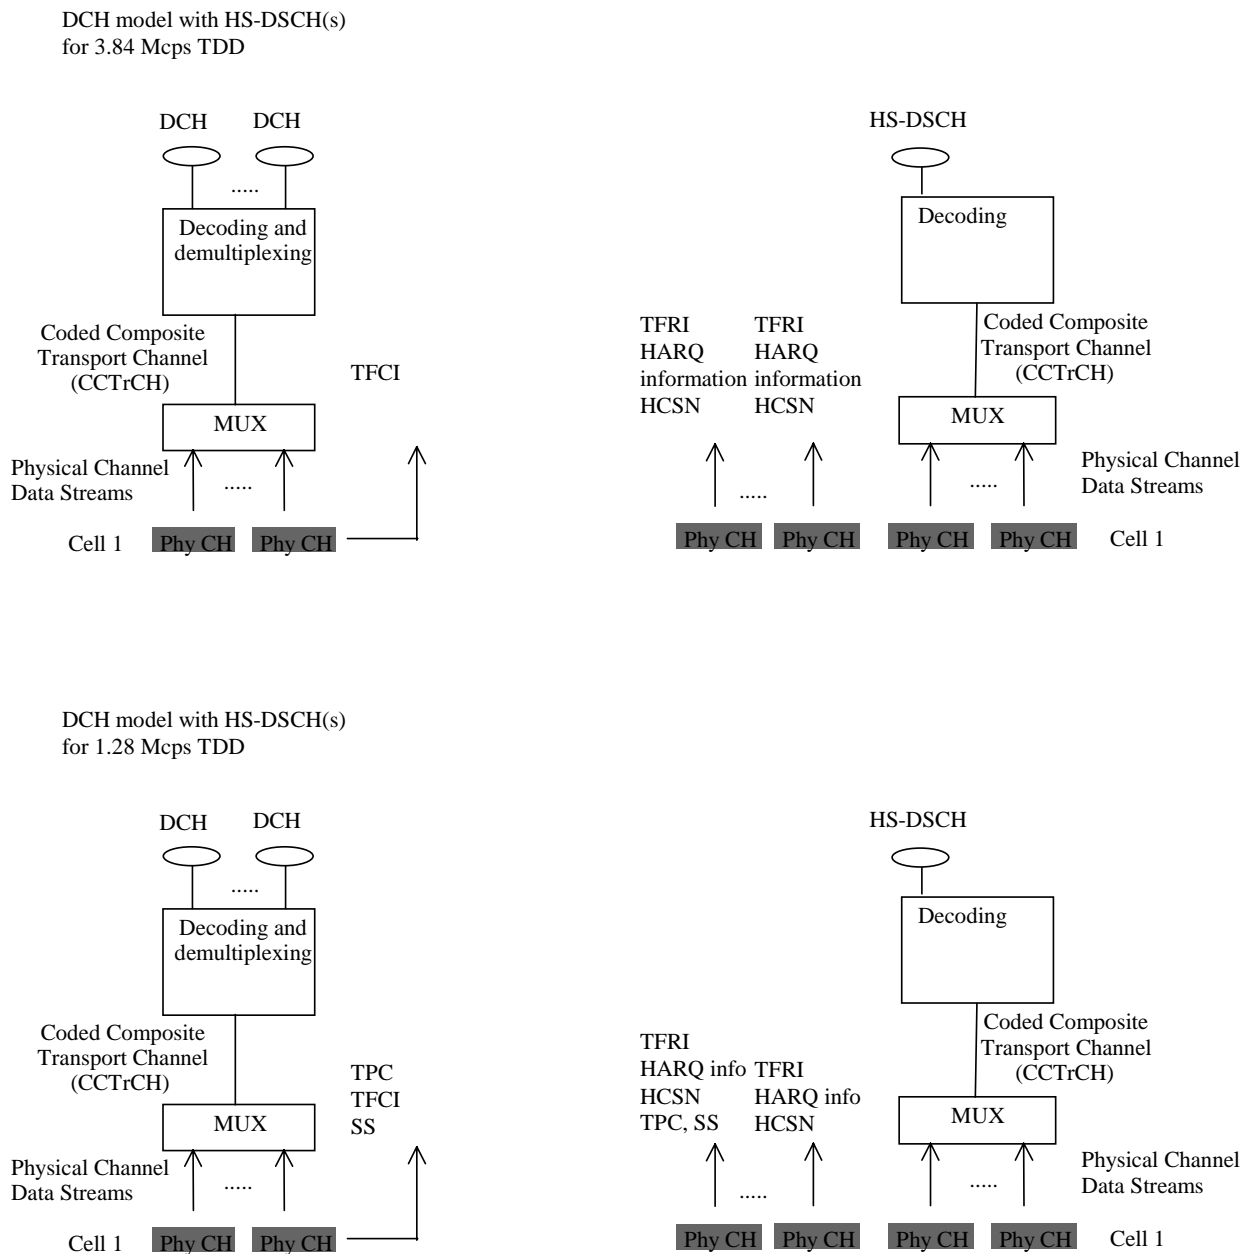 DCH model with HS-DSCH(s)
for 3.84 Mcps TDD
DCH DCH
.....
Decoding and
demultiplexing
Coded Composite
Transport Channel
(CCTrCH)
TFCI
MUX
Physical Channel
Data Streams
.....
Cell 1 Phy CH Phy CH
HS-DSCH
Decoding
TFRI
HARQ
information
HCSN
TFRI
HARQ
information
HCSN
Coded Composite
Transport Channel
(CCTrCH)
MUX
Physical Channel
Data Streams
.....
.....
Phy CH Phy CH Phy CH Phy CH Cell 1
DCH model with HS-DSCH(s)
for 1.28 Mcps TDD
DCH DCH
.....
Decoding and
demultiplexing
Coded Composite
Transport Channel
(CCTrCH)
TPC
TFCI
SS
MUX
Physical Channel
Data Streams
.....
Cell 1 Phy CH Phy CH
HS-DSCH
Decoding
TFRI
HARQ info
HCSN
TPC, SS
TFRI
HARQ info
HCSN
Coded Composite
Transport Channel
(CCTrCH)
MUX
Physical Channel
Data Streams
.....
.....
Phy CH Phy CH Phy CH Phy CH Cell 1